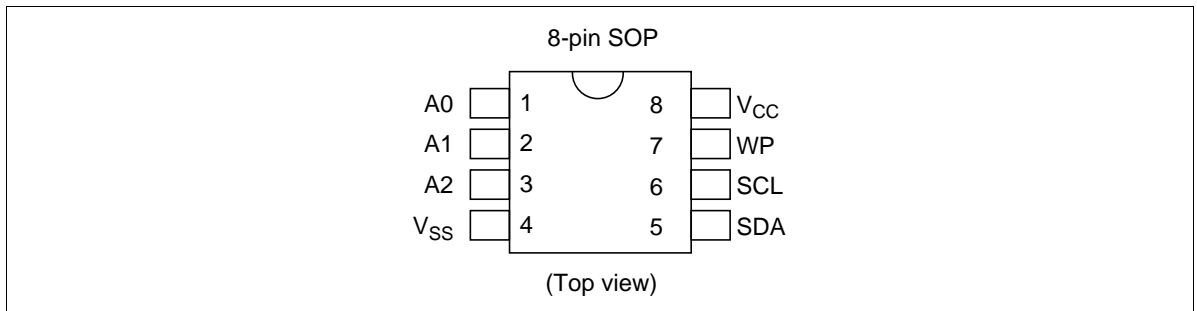 8-pin SOP
A0 1 8 VCC
A1 2 7 WP
A2 3 6 SCL
VSS 4 5 SDA
(Top view)